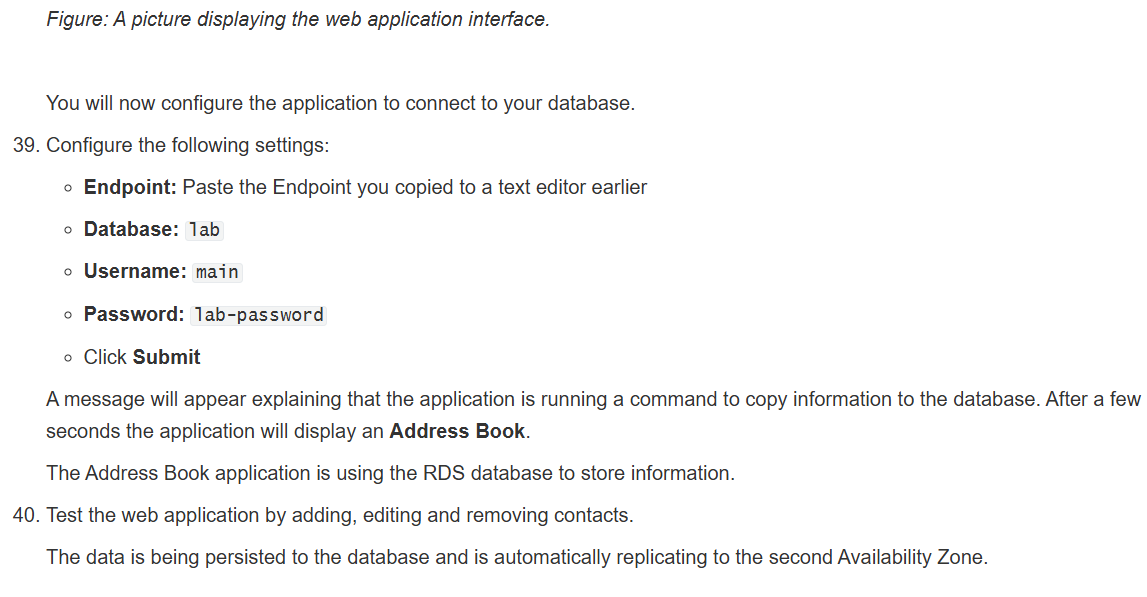 Figure: A picture displaying the web application interface.
You will now configure the application to connect to your database.
39. Configure the following settings:
◦ Endpoint: Paste the Endpoint you copied to a text editor earlier
◦ Database: lab
◦ Username: main
◦ Password: lab-password
◦ Click Submit
A message will appear explaining that the application is running a command to copy information to the database. After a few
seconds the application will display an Address Book.
The Address Book application is using the RDS database to store information.
40. Test the web application by adding, editing and removing contacts.
The data is being persisted to the database and is automatically replicating to the second Availability Zone.